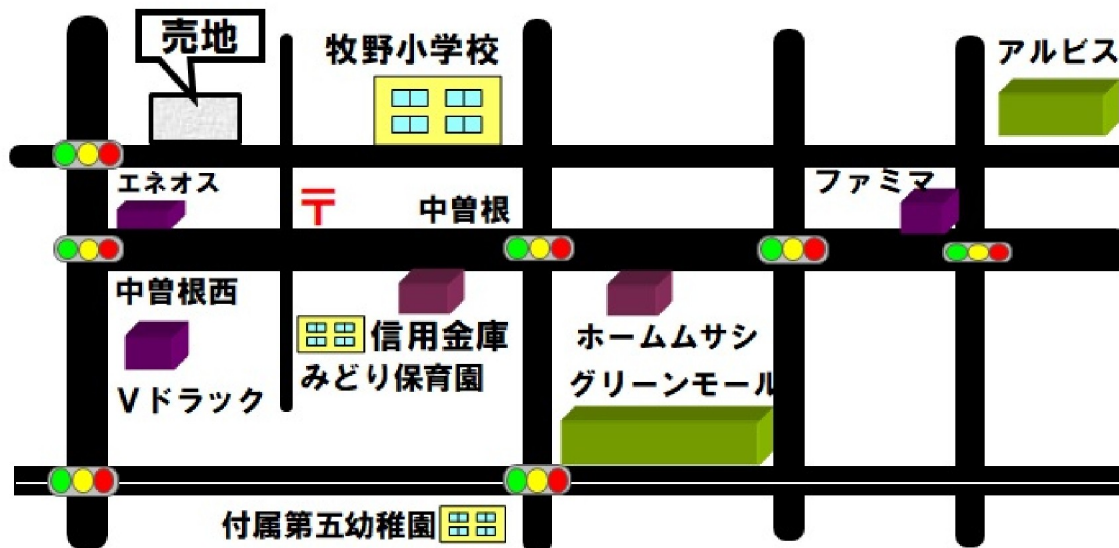 売地
牧野小学校
アルビス
エネオス
〒
中曽根
ファミマ
中曽根西
信用金庫
ホームムサシ
みどり保育園
グリーンモール
Vドラック
付属第五幼稚園